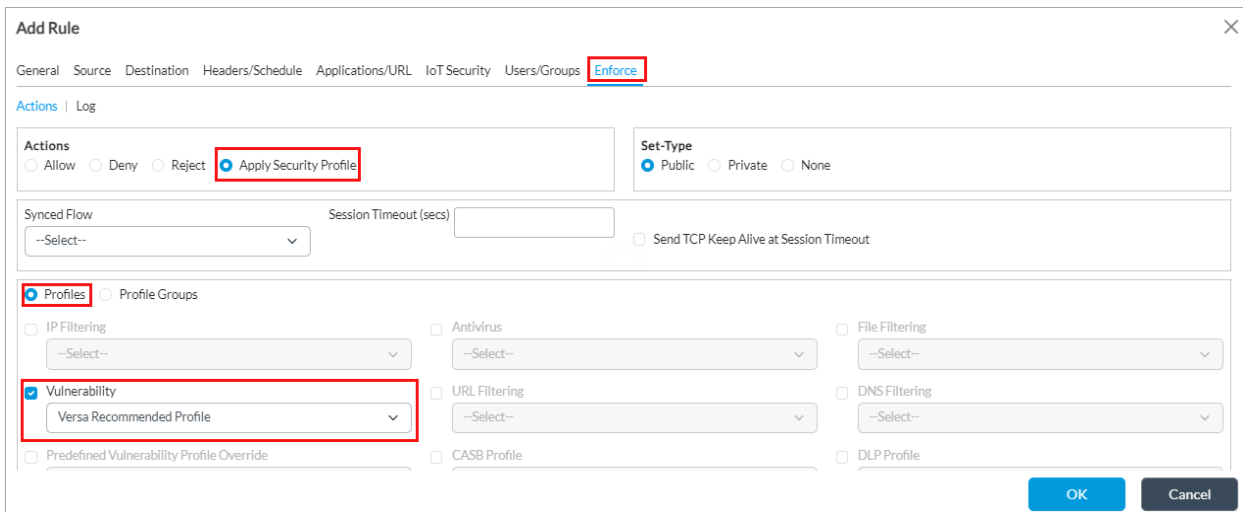 Add Rule
General Source Destination Headers/Schedule Applications/URL IoT Security Users/Groups Enforce
Actions | Log
Actions
Allow Deny Reject Apply Security Profile
Set-Type
Public Private None
Synced Flow
--Select--
Session Timeout (secs)
Send TCP Keep Alive at Session Timeout
Profiles Profile Groups
IP Filtering Antivirus File Filtering
--Select-- --Select-- --Select--
Vulnerability URL Filtering DNS Filtering
Versa Recommended Profile --Select-- --Select--
Predefined Vulnerability Profile Override CASB Profile DLP Profile
OK Cancel